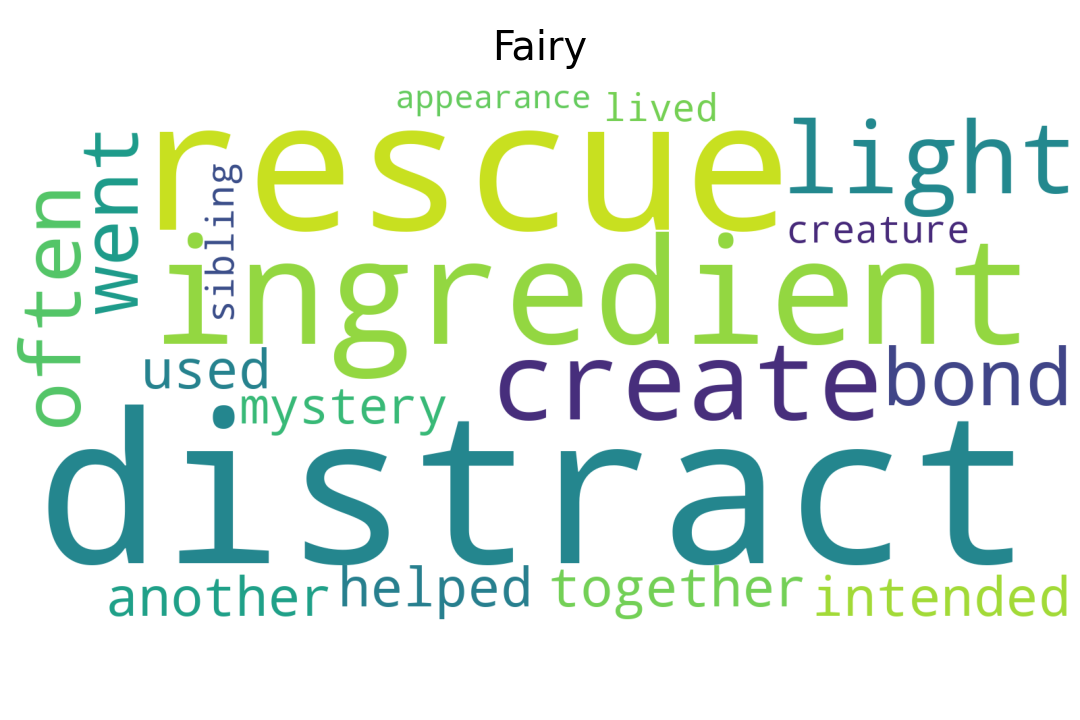 Fairy
appearance
lived
rescue
light
went
often
sibling
creature
ingredient
used
create
bond
mystery
distract
another
helped
together
intended